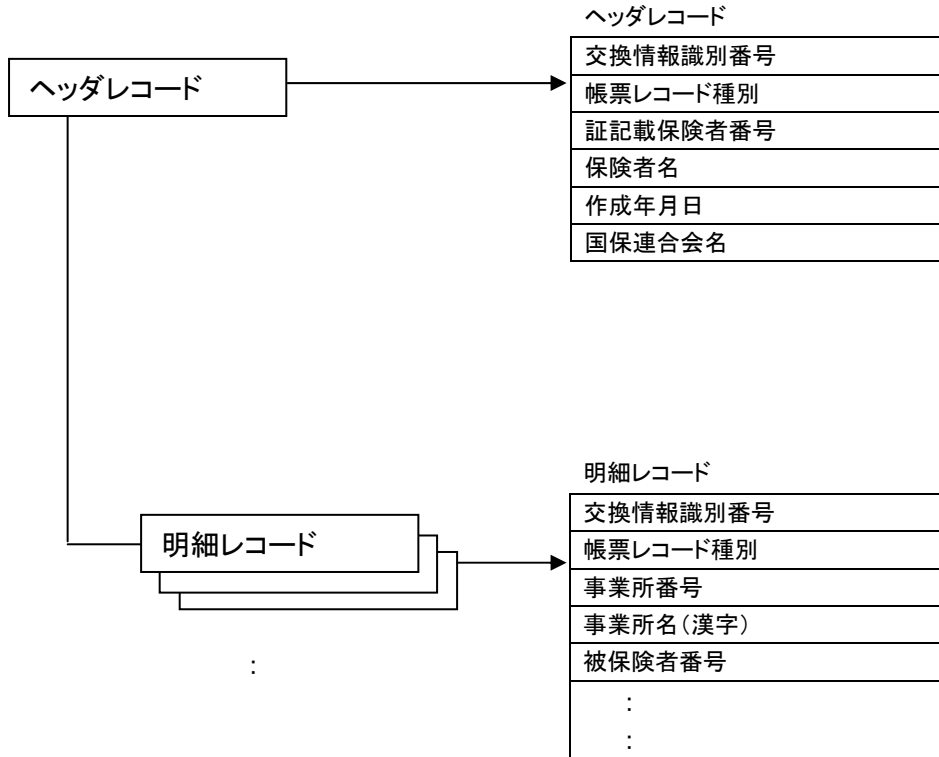 ヘッダレコード
ヘッダレコード
交換情報識別番号
帳票レコード種別
証記載保険者番号
保険者名
作成年月日
国保連合会名
明細レコード
明細レコード
交換情報識別番号
帳票レコード種別
事業所番号
事業所名(漢字)
被保険者番号
:
:
: